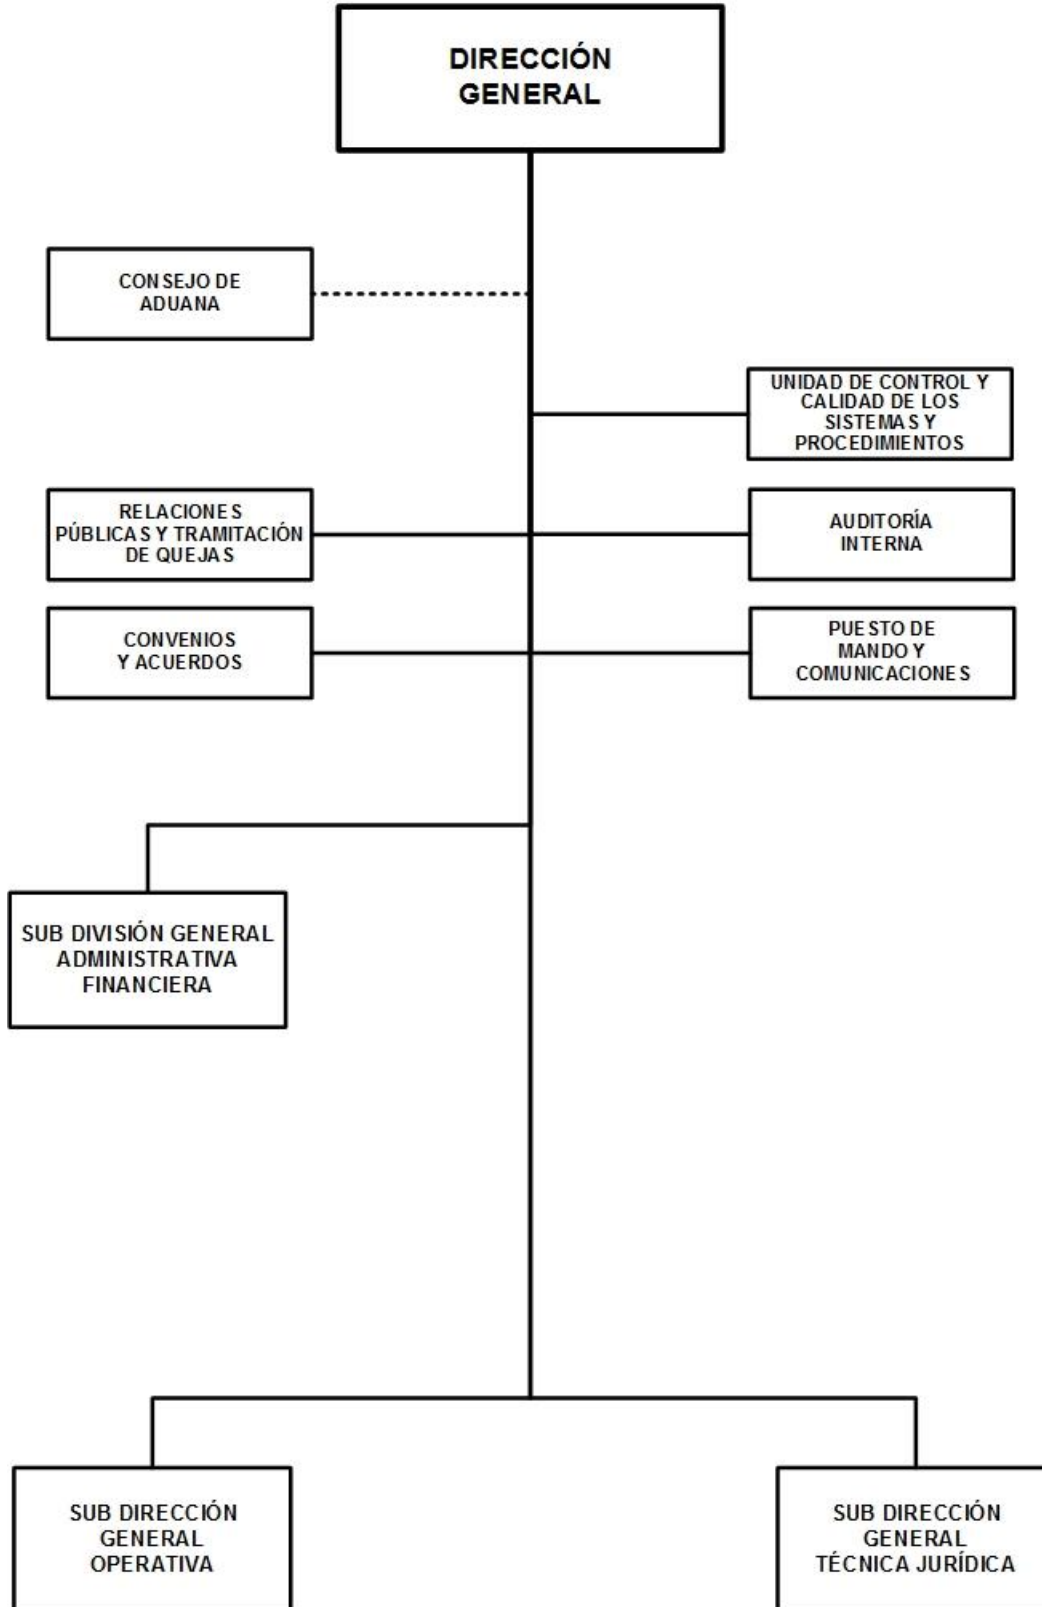 DIRECCIÓN
GENERAL
CONSEJO DE
ADUANA
UNIDAD DE CONTROL Y
CALIDAD DE LOS
SISTEMAS Y
PROCEDIMIENTOS
RELACIONES
PÚBLICAS Y TRAMITACIÓN
DE QUEJAS
AUDITORÍA
INTERNA
CONVENIOS
Y ACUERDOS
PUESTO DE
MANDO Y
COMUNICACIONES
SUB DIVISIÓN GENERAL
ADMINISTRATIVA
FINANCIERA
SUB DIRECCIÓN
GENERAL
OPERATIVA
SUB DIRECCIÓN
GENERAL
TÉCNICA JURÍDICA